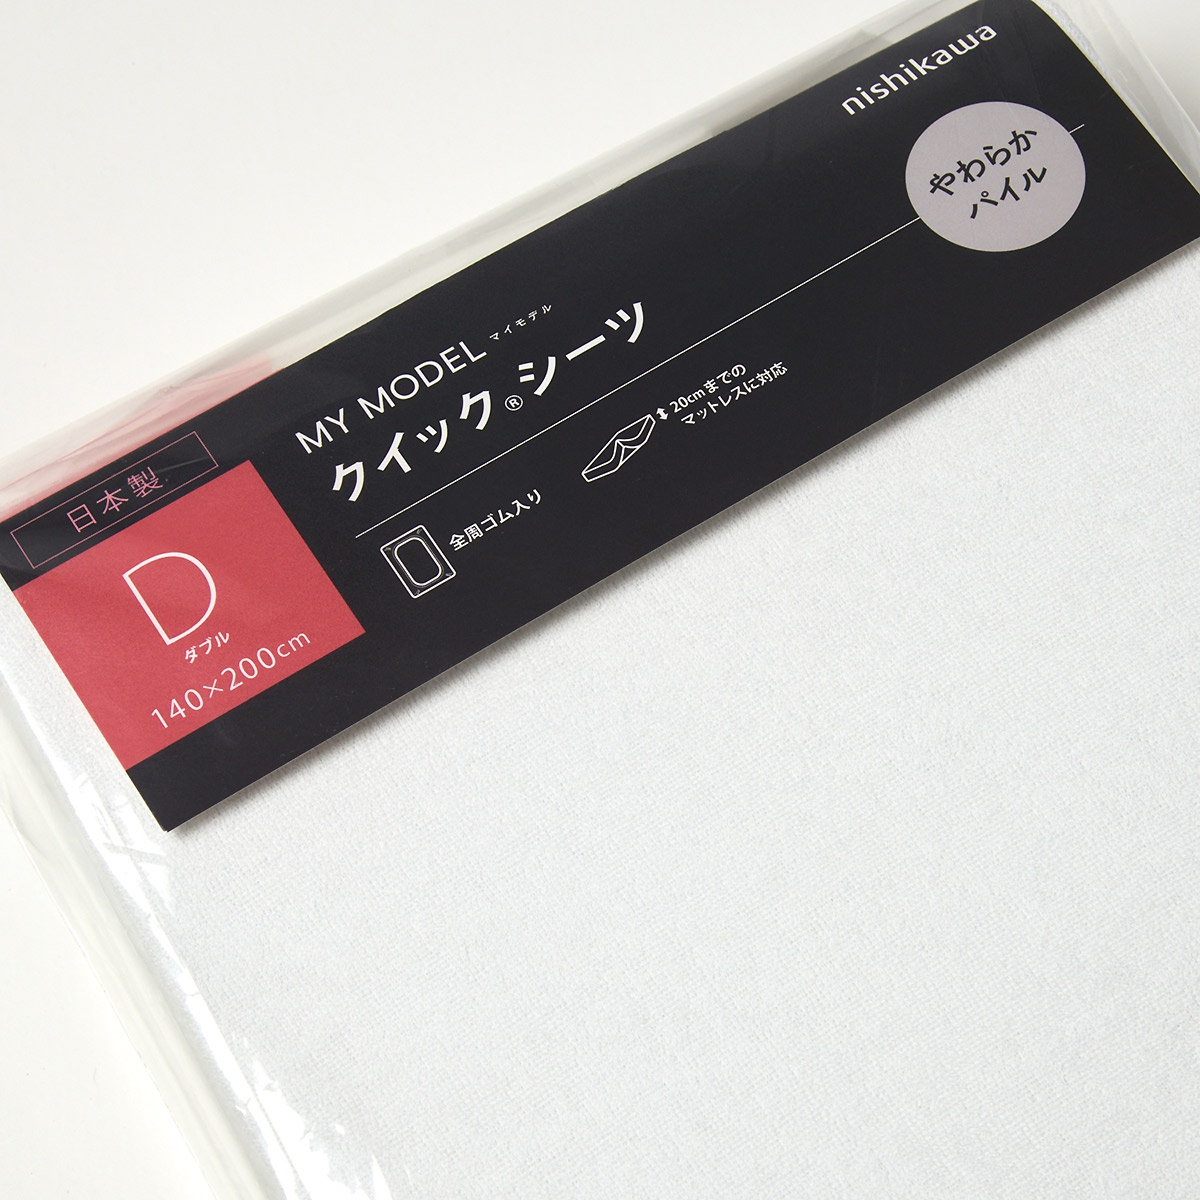 nishikawa
やわらか
パイル
MY MODEL マイモデル
クイック®シーツ
全周ゴム入り
20cmまでの
マットレスに対応
日本製
D
ダブル
140×200cm